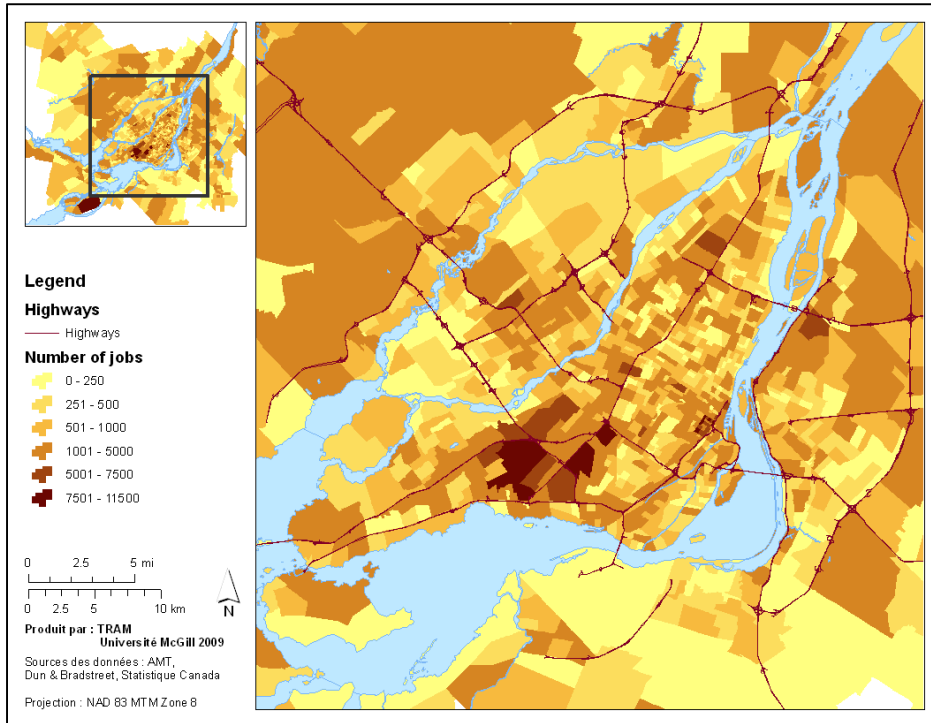 Legend
Highways
Highways
Number of jobs
0 - 250
251 - 500
501 - 1000
1001 - 5000
5001 - 7500
7501 - 11500
0 2.5 5 mi
0 2.5 5 10 km
N
Produit par : TRAM
Université McGill 2009
Sources des données : AMT,
Dun & Bradstreet, Statistique Canada
Projection : NAD 83 MTM Zone 8